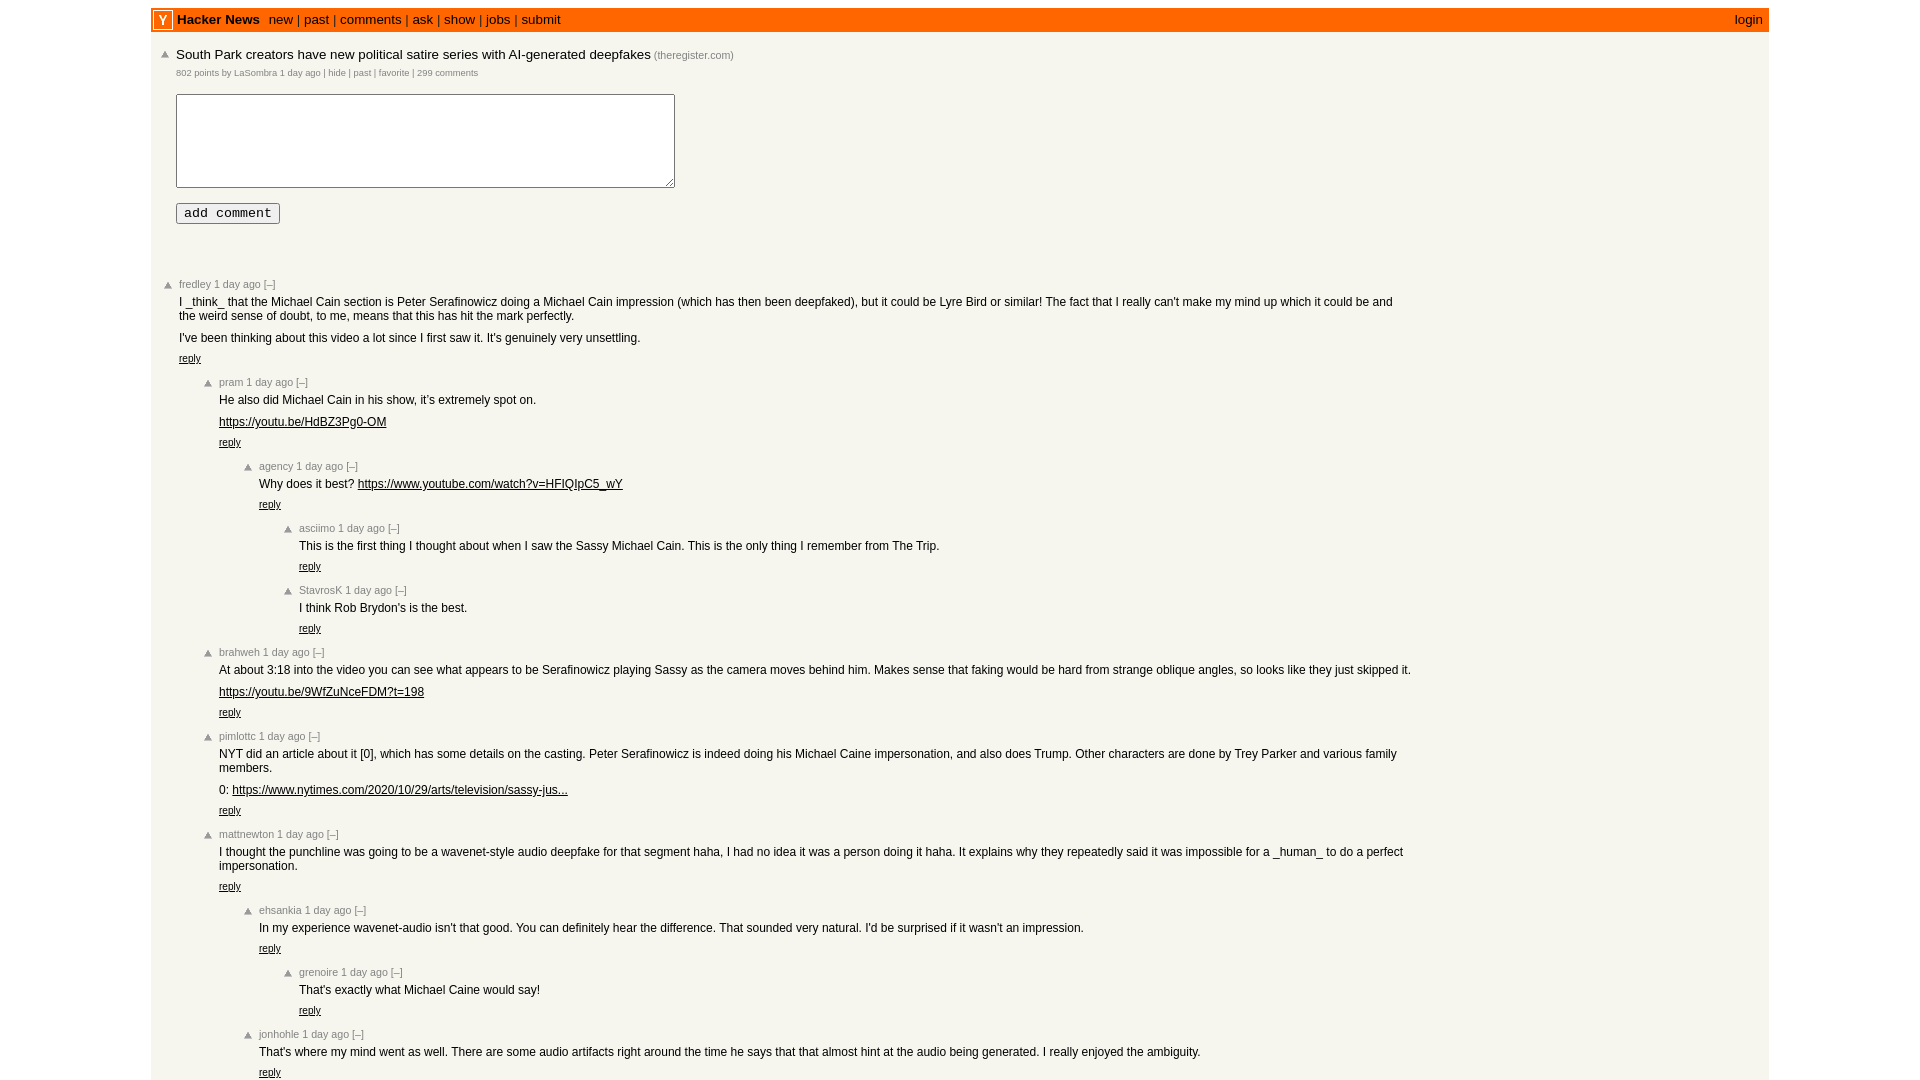 Y Hacker News new | past | comments | ask | show | jobs | submit login
South Park creators have new political satire series with AI-generated deepfakes (theregister.com)
802 points by LaSombra 1 day ago | hide | past | favorite | 299 comments
add comment
fredley 1 day ago [–]
I _think_ that the Michael Cain section is Peter Serafinowicz doing a Michael Cain impression (which has then been deepfaked), but it could be Lyre Bird or similar! The fact that I really can't make my mind up which it could be and
the weird sense of doubt, to me, means that this has hit the mark perfectly.
I've been thinking about this video a lot since I first saw it. It's genuinely very unsettling.
reply
pram 1 day ago [–]
He also did Michael Cain in his show, it's extremely spot on.
https://youtu.be/HdBZ3Pg0-OM
reply
agency 1 day ago [–]
Why does it best? https://www.youtube.com/watch?v=HFIQIpC5_wY
reply
asciimo 1 day ago [–]
This is the first thing I thought about when I saw the Sassy Michael Cain. This is the only thing I remember from The Trip.
reply
StavrosK 1 day ago [–]
I think Rob Brydon's is the best.
reply
brahweh 1 day ago [–]
At about 3:18 into the video you can see what appears to be Serafinowicz playing Sassy as the camera moves behind him. Makes sense that faking would be hard from strange oblique angles, so looks like they just skipped it.
https://youtu.be/9WfZuNceFDM?t=198
reply
pimlottc 1 day ago [–]
NYT did an article about it [0], which has some details on the casting. Peter Serafinowicz is indeed doing his Michael Caine impersonation, and also does Trump. Other characters are done by Trey Parker and various family
members.
0: https://www.nytimes.com/2020/10/29/arts/television/sassy-jus...
reply
mattnewton 1 day ago [–]
I thought the punchline was going to be a wavenet-style audio deepfake for that segment haha, I had no idea it was a person doing it haha. It explains why they repeatedly said it was impossible for a _human_ to do a perfect
impersonation.
reply
ehsankia 1 day ago [–]
In my experience wavenet-audio isn't that good. You can definitely hear the difference. That sounded very natural. I'd be surprised if it wasn't an impression.
reply
grenoire 1 day ago [–]
That's exactly what Michael Caine would say!
reply
jonhohle 1 day ago [–]
That's where my mind went as well. There are some audio artifacts right around the time he says that that almost hint at the audio being generated. I really enjoyed the ambiguity.
reply